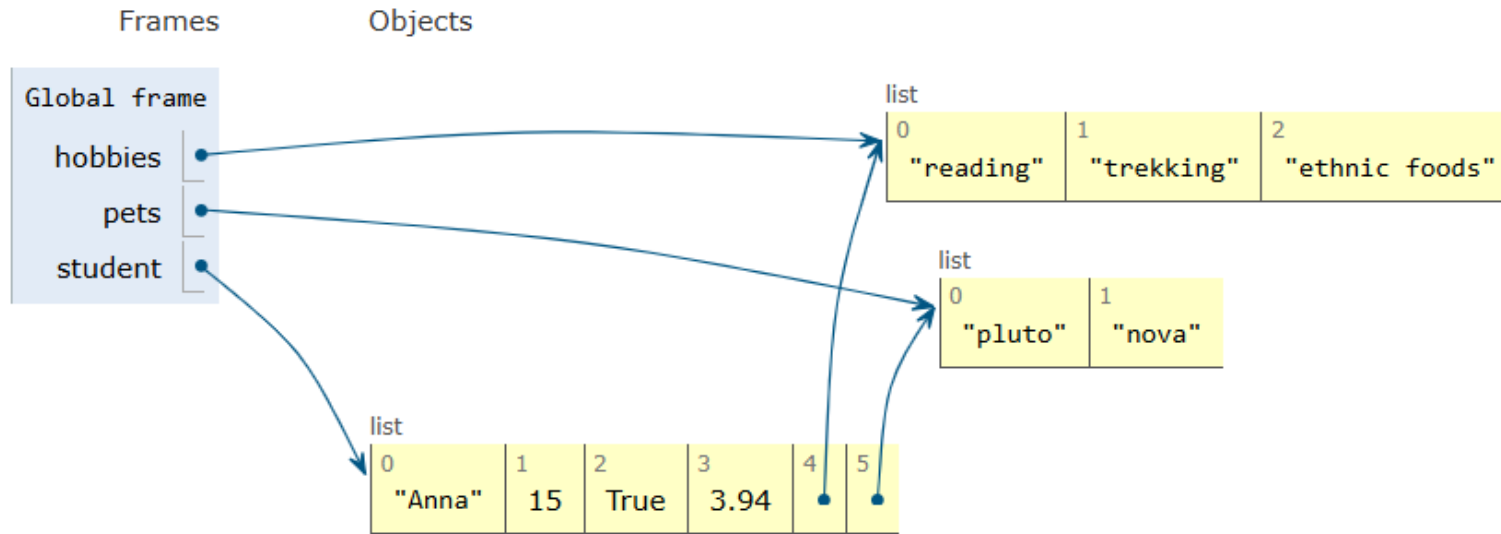 Frames Objects
Global frame
hobbies
pets
student
list
0 1 2
"reading" "trekking" "ethnic foods"
list
0 1
"pluto" "nova"
list
0 1 2 3 4 5
"Anna" 15 True 3.94